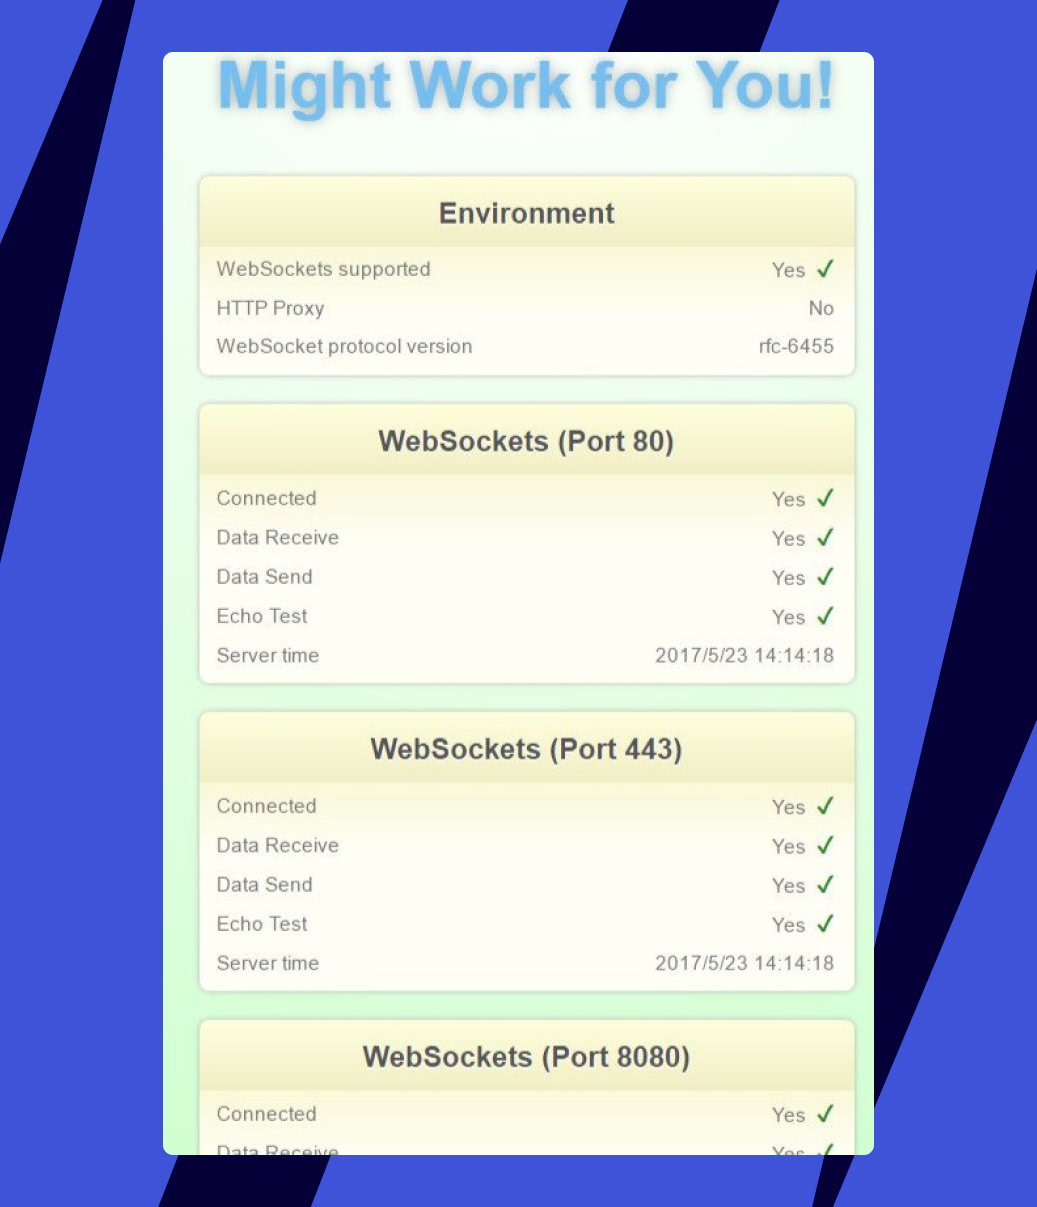 Might Work for You!
Environment
WebSockets supported Yes ✓
HTTP Proxy No
WebSocket protocol version rfc-6455
WebSockets (Port 80)
Connected Yes ✓
Data Receive Yes ✓
Data Send Yes ✓
Echo Test Yes ✓
Server time 2017/5/23 14:14:18
WebSockets (Port 443)
Connected Yes ✓
Data Receive Yes ✓
Data Send Yes ✓
Echo Test Yes ✓
Server time 2017/5/23 14:14:18
WebSockets (Port 8080)
Connected Yes ✓
Data Receive Yes ✓